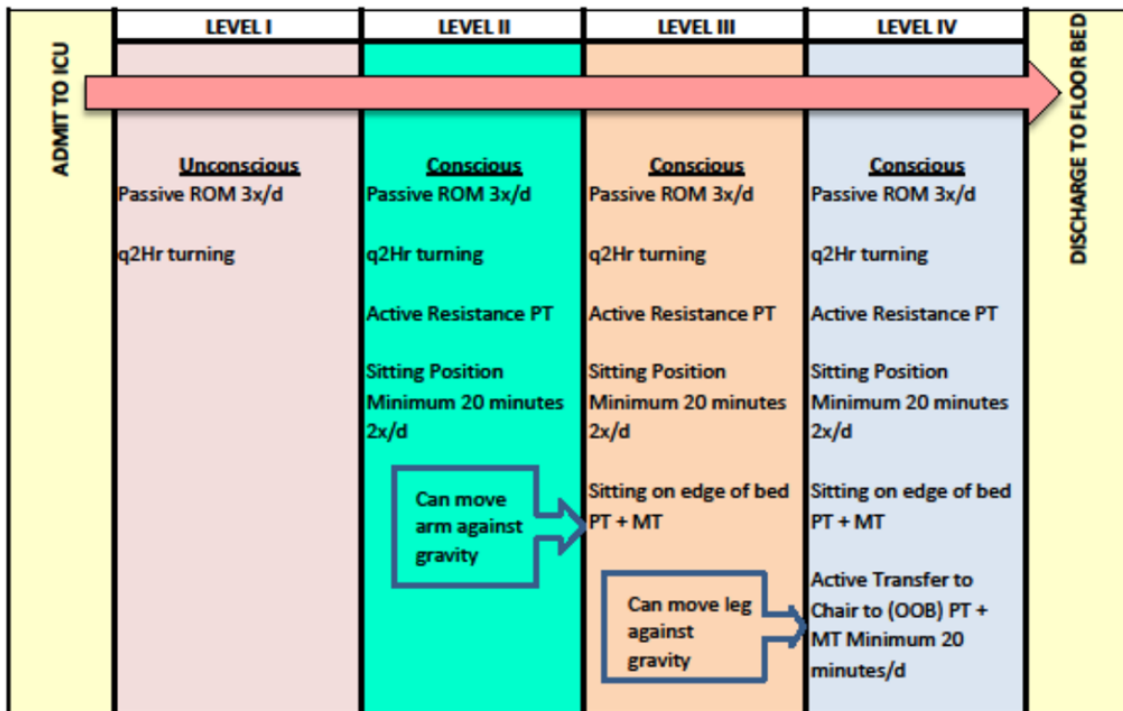 ADMIT TO ICU
LEVEL I
Unconscious
Passive ROM 3x/d
q2Hr turning
LEVEL II
Conscious
Passive ROM 3x/d
q2Hr turning
Active Resistance PT
Sitting Position
Minimum 20 minutes
2x/d
Can move
arm against
gravity
LEVEL III
Conscious
Passive ROM 3x/d
q2Hr turning
Active Resistance PT
Sitting Position
Minimum 20 minutes
2x/d
Sitting on edge of bed
PT + MT
Can move leg
against
gravity
LEVEL IV
Conscious
Passive ROM 3x/d
q2Hr turning
Active Resistance PT
Sitting Position
Minimum 20 minutes
2x/d
Sitting on edge of bed
PT + MT
Active Transfer to
Chair to (OOB) PT +
MT Minimum 20
minutes/d
DISCHARGE TO FLOOR BED